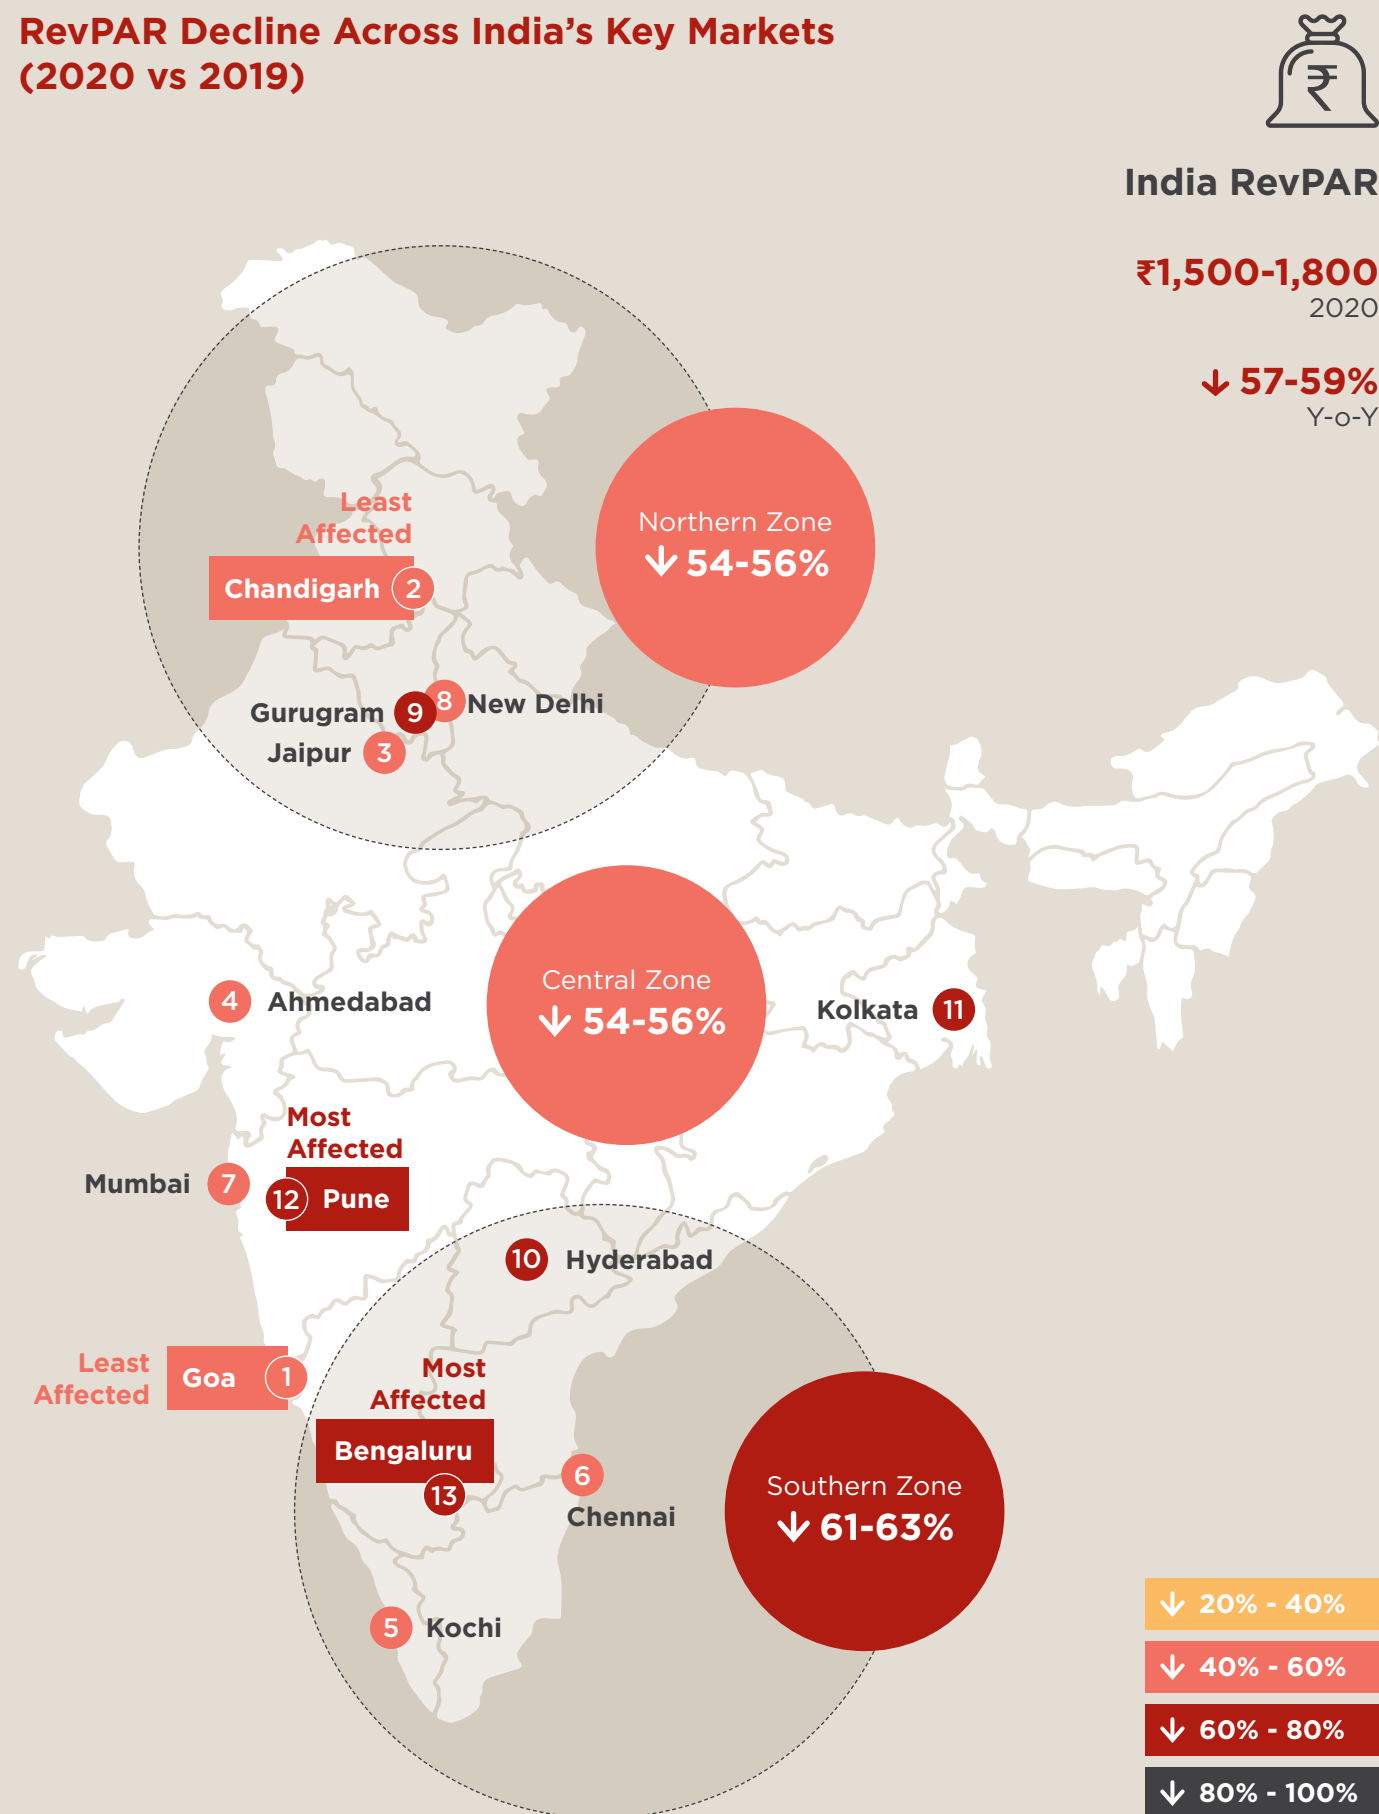 RevPAR Decline Across India’s Key Markets
(2020 vs 2019)
₹
India RevPAR
₹1,500-1,800
2020
↓ 57-59%
Y-o-Y
Least
Affected
Chandigarh 2
Northern Zone
↓ 54-56%
Gurugram 9
8 New Delhi
Jaipur 3
4 Ahmedabad
Central Zone
↓ 54-56%
Kolkata 11
Most
Affected
Mumbai 7
12 Pune
10 Hyderabad
Least
Affected
Goa 1
Most
Affected
Bengaluru
13
6
Chennai
Southern Zone
↓ 61-63%
5 Kochi
↓ 20% - 40%
↓ 40% - 60%
↓ 60% - 80%
↓ 80% - 100%